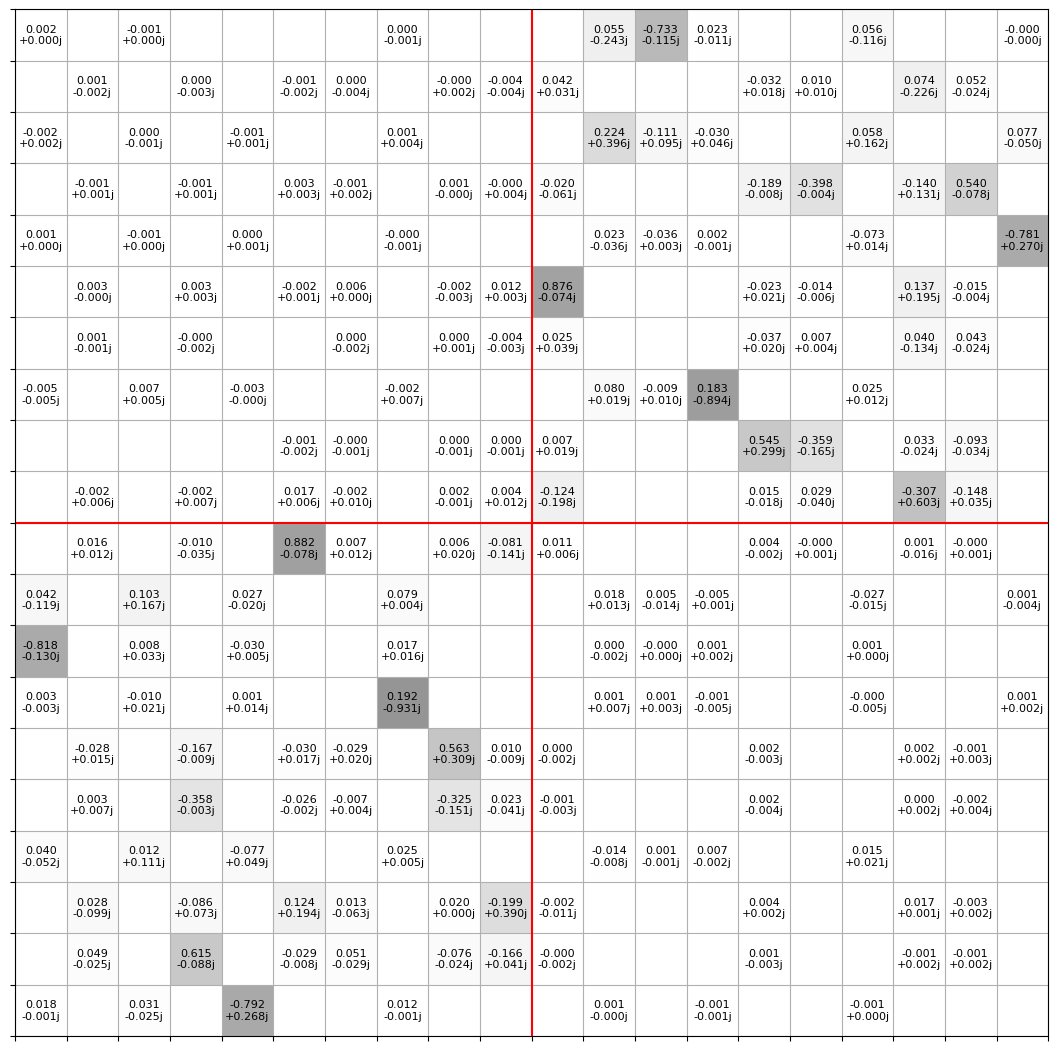 0.002 -0.001 0.000 0.055 -0.733 0.023 0.056 -0.000
+0.000j +0.000j -0.001j -0.243j -0.115j -0.011j -0.116j -0.000j
0.001 0.000 -0.001 0.000 -0.000 -0.004 0.042 -0.032 0.010 0.074 0.052
-0.002j -0.003j -0.002j -0.004j +0.002j -0.004j +0.031j +0.018j +0.010j -0.226j -0.024j
-0.002 0.000 -0.001 0.001 0.224 -0.111 -0.030 0.058 0.077
+0.002j -0.001j +0.001j +0.004j +0.396j +0.095j +0.046j +0.162j -0.050j
-0.001 -0.001 0.003 -0.001 0.001 -0.000 -0.020 -0.189 -0.398 -0.140 0.540
+0.001j +0.001j +0.003j +0.002j -0.000j +0.004j -0.061j -0.008j -0.004j +0.131j -0.078j
0.001 -0.001 0.000 -0.000 0.023 -0.036 0.002 -0.073 -0.781
+0.000j +0.000j +0.001j -0.001j -0.036j +0.003j -0.001j +0.014j +0.270j
0.003 0.003 -0.002 0.006 -0.002 0.012 0.876 -0.023 -0.014 0.137 -0.015
-0.000j +0.003j +0.001j +0.000j -0.003j +0.003j -0.074j +0.021j -0.006j +0.195j -0.004j
0.001 -0.000 0.000 0.000 -0.004 0.025 -0.037 0.007 0.040 0.043
-0.001j -0.002j -0.002j +0.001j -0.003j +0.039j +0.020j +0.004j -0.134j -0.024j
-0.005 0.007 -0.003 -0.002 0.080 -0.009 0.183 0.025
-0.005j +0.005j -0.000j +0.007j +0.019j +0.010j -0.894j +0.012j
-0.001 -0.000 0.000 0.000 0.007 0.545 -0.359 0.033 -0.093
-0.002j -0.001j -0.001j -0.001j +0.019j +0.299j -0.165j -0.024j -0.034j
-0.002 -0.002 0.017 -0.002 0.002 0.004 -0.124 0.015 0.029 -0.307 -0.148
+0.006j +0.007j +0.006j +0.010j -0.001j +0.012j -0.198j -0.018j -0.040j +0.603j +0.035j
0.016 -0.010 0.882 0.007 0.006 -0.081 0.011 0.004 -0.000 0.001 -0.000
+0.012j -0.035j -0.078j +0.012j +0.020j -0.141j +0.006j -0.002j +0.001j -0.016j +0.001j
0.042 0.103 0.027 0.079 0.018 0.005 -0.005 -0.027 0.001
-0.119j +0.167j -0.020j +0.004j +0.013j -0.014j +0.001j -0.015j -0.004j
-0.818 0.008 -0.030 0.017 0.000 -0.000 0.001 0.001
-0.130j +0.033j +0.005j +0.016j -0.002j +0.000j +0.002j +0.000j
0.003 -0.010 0.001 0.192 0.001 0.001 -0.001 -0.000 0.001
-0.003j +0.021j +0.014j -0.931j +0.007j +0.003j -0.005j -0.005j +0.002j
-0.028 -0.167 -0.030 -0.029 0.563 0.010 0.000 0.002 0.002 -0.001
+0.015j -0.009j +0.017j +0.020j +0.309j -0.009j -0.002j -0.003j +0.002j +0.003j
0.003 -0.358 -0.026 -0.007 -0.325 0.023 -0.001 0.002 0.000 -0.002
+0.007j -0.003j -0.002j +0.004j -0.151j -0.041j -0.003j -0.004j +0.002j +0.004j
0.040 0.012 -0.077 0.025 -0.014 0.001 0.007 0.015
-0.052j +0.111j +0.049j +0.005j -0.008j -0.001j -0.002j +0.021j
0.028 -0.086 0.124 0.013 0.020 -0.199 -0.002 0.004 0.017 -0.003
-0.099j +0.073j +0.194j -0.063j +0.000j +0.390j -0.011j +0.002j +0.001j +0.002j
0.049 0.615 -0.029 0.051 -0.076 -0.166 -0.000 0.001 -0.001 -0.001
-0.025j -0.088j -0.008j -0.029j -0.024j +0.041j -0.002j -0.003j +0.002j +0.002j
0.018 0.031 -0.792 0.012 0.001 -0.001 -0.001
-0.001j -0.025j +0.268j -0.001j -0.000j -0.001j +0.000j